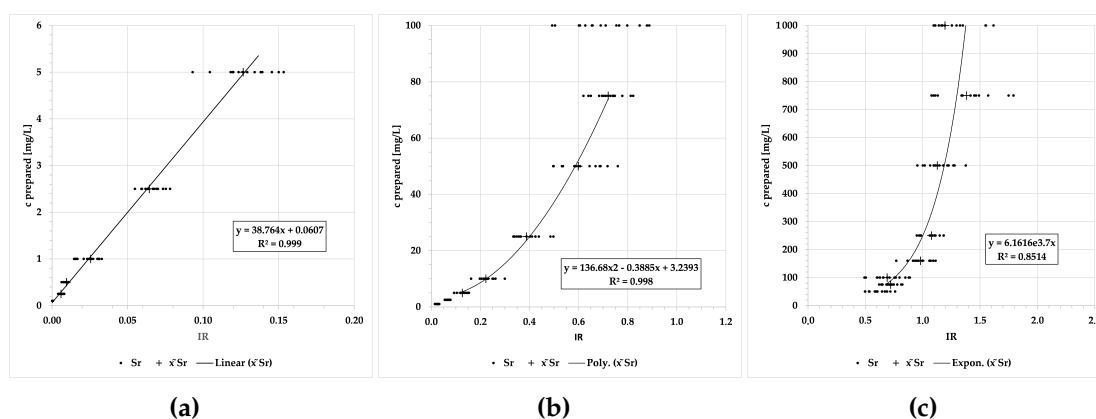 c prepared [mg/L]
6
5
4
3
2
1
0
0.00
0.05
0.10
0.15
0.20
IR
y = 38.764x + 0.0607
R² = 0.999
Sr x̄ Sr Linear (x̄ Sr)
(a)
c prepared [mg/L]
100
80
60
40
20
0
0.0
0.2
0.4
0.6
0.8
1.0
1.2
IR
y = 136.68x2 − 0.3885x + 3.2393
R² = 0.998
Sr x̄ Sr Poly. (x̄ Sr)
(b)
c prepared [mg/L]
1 000
900
800
700
600
500
400
300
200
100
0
0.0
0.5
1.0
1.5
2.0
2.5
IR
y = 6.1616e3.7x
R² = 0.8514
Sr x̄ Sr Expon. (x̄ Sr)
(c)